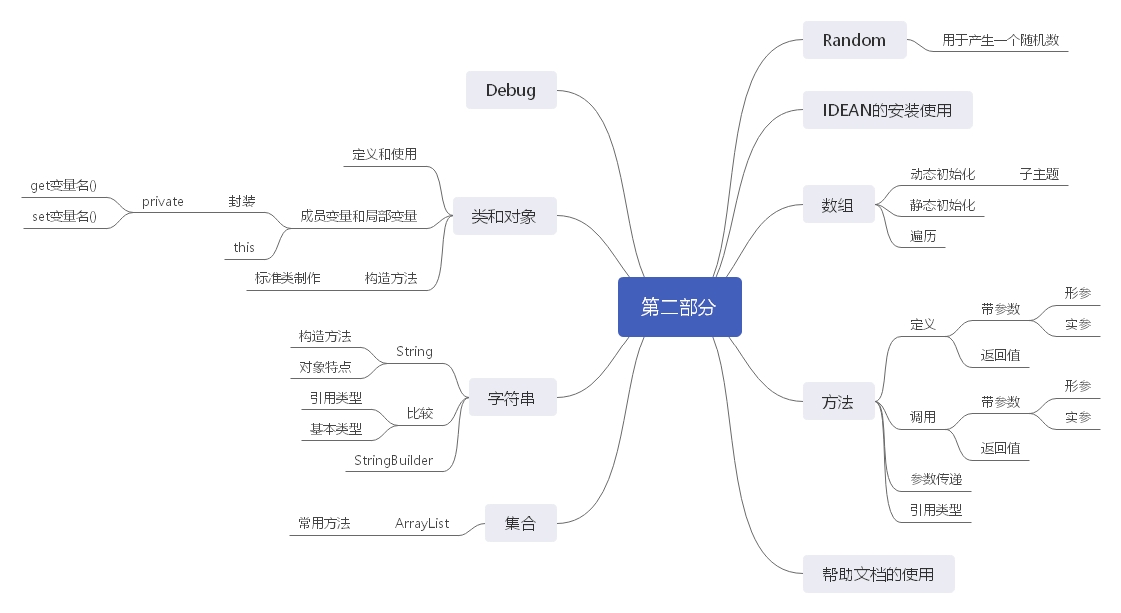 第二部分
Random
用于产生一个随机数
IDEAN的安装使用
数组
动态初始化
子主题
静态初始化
遍历
方法
定义
带参数
形参
实参
返回值
调用
带参数
形参
实参
返回值
参数传递
引用类型
帮助文档的使用
Debug
类和对象
定义和使用
成员变量和局部变量
封装
private
get变量名()
set变量名()
this
构造方法
标准类制作
字符串
String
构造方法
对象特点
比较
引用类型
基本类型
StringBuilder
集合
ArrayList
常用方法